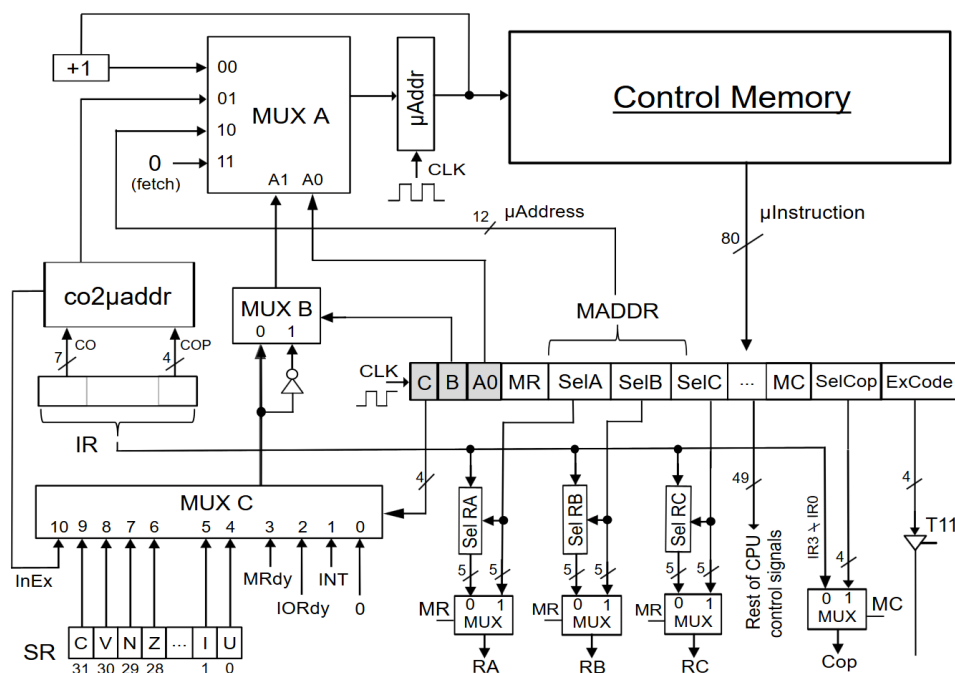 +1
00
01
10
11
MUX A
A1 A0
0
(fetch)
µAddr
CLK
Control Memory
12
µAddress
µInstruction
80
co2µaddr
MUX B
0 1
MADDR
7
CO
4
COP
CLK
C B A0 MR SelA SelB SelC ... MC SelCop ExCode
IR
4
MUX C
10 9 8 7 6 5 4 3 2 1 0
Sel RA
Sel RB
Sel RC
49
Rest of CPU
control signals
IR3
IR0
4
4
T11
InEx
MRdy
IORdy
INT
0
5 5
5 5
5 5
MR
0 1
MUX
MR
0 1
MUX
MR
0 1
MUX
0 1
MUX
MC
SR
C V N Z ... I U
31 30 29 28 1 0
RA
RB
RC
Cop